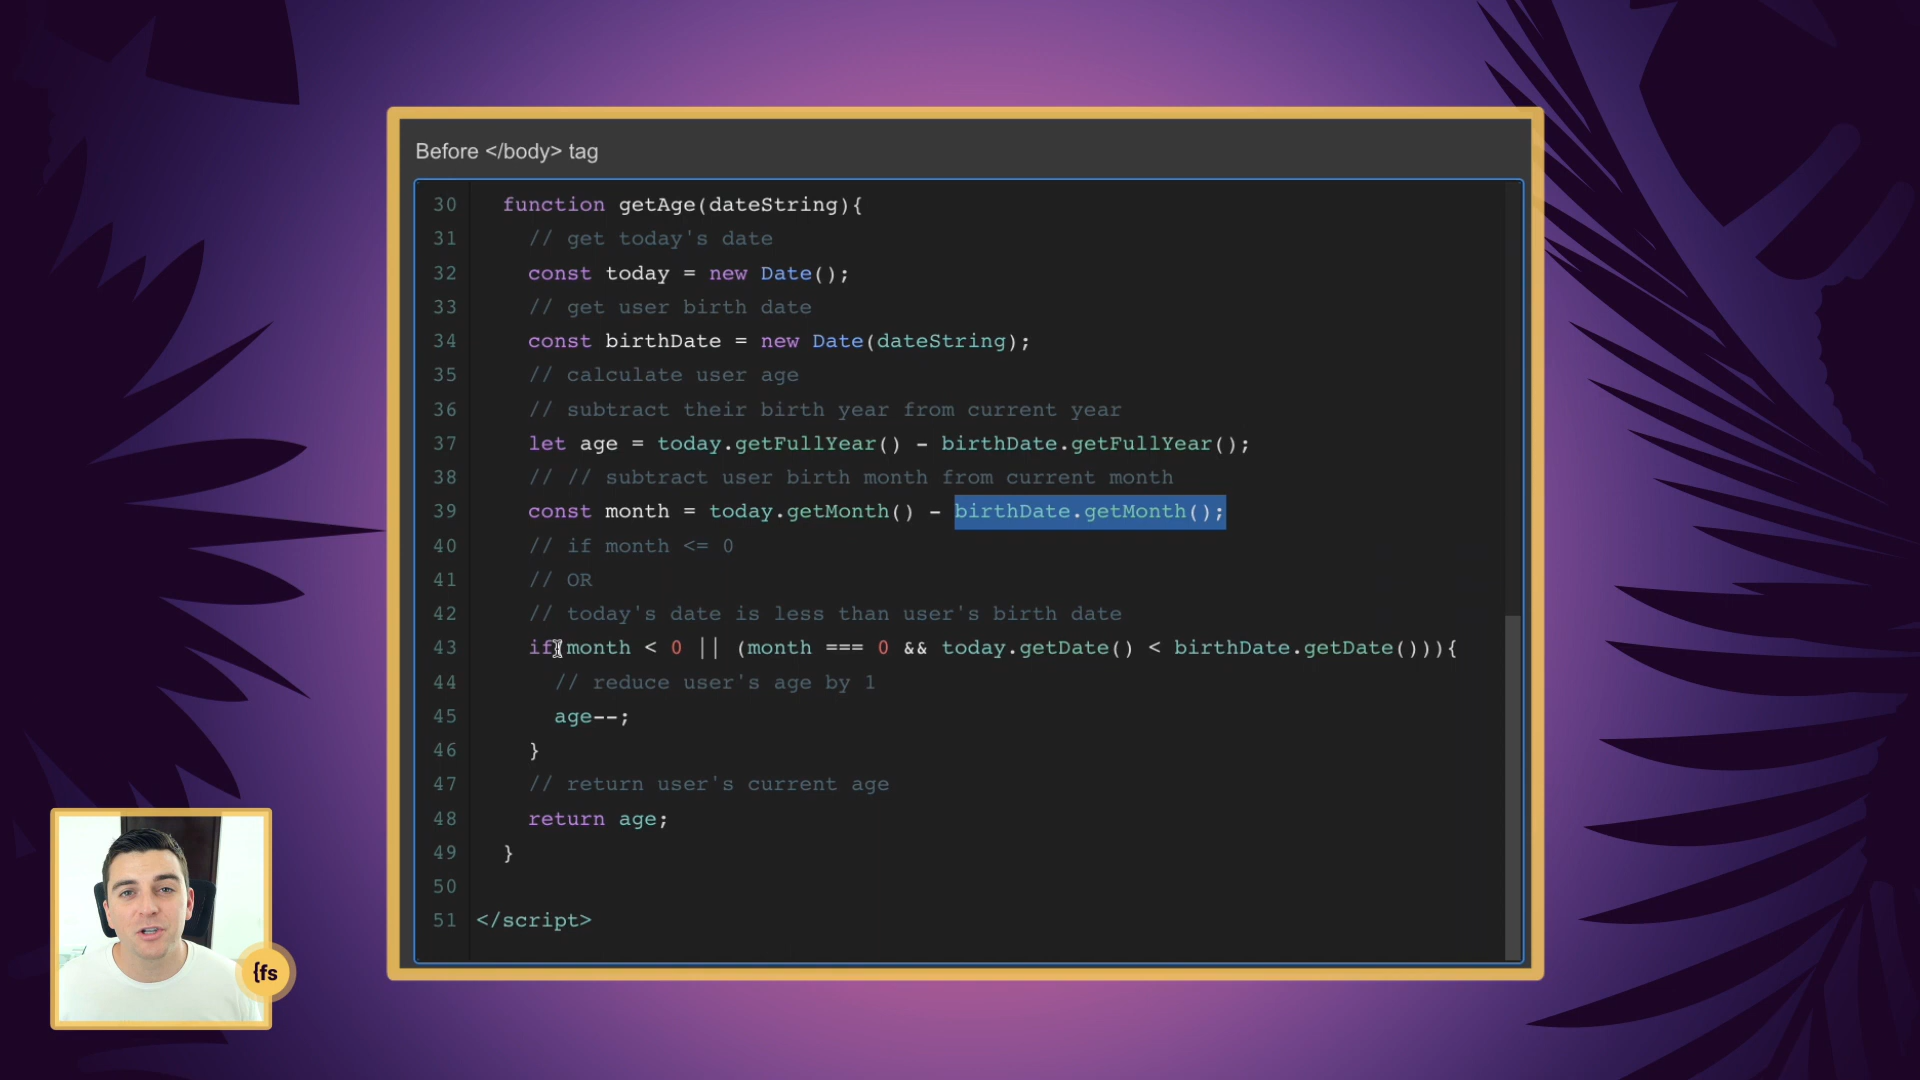 Before </body> tag
30 function getAge(dateString){
31 // get today's date
32 const today = new Date();
33 // get user birth date
34 const birthDate = new Date(dateString);
35 // calculate user age
36 // subtract their birth year from current year
37 let age = today.getFullYear() - birthDate.getFullYear();
38 // // subtract user birth month from current month
39 const month = today.getMonth() - birthDate.getMonth();
40 // if month <= 0
41 // OR
42 // today's date is less than user's birth date
43 if(month < 0 || (month === 0 && today.getDate() < birthDate.getDate())){
44 // reduce user's age by 1
45 age--;
46 }
47 // return user's current age
48 return age;
49 }
50
51 </script>
{fs